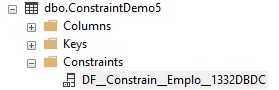 dbo.ConstraintDemo5
Columns
Keys
Constraints
DF__Constrain__Emplo__1332DBDC